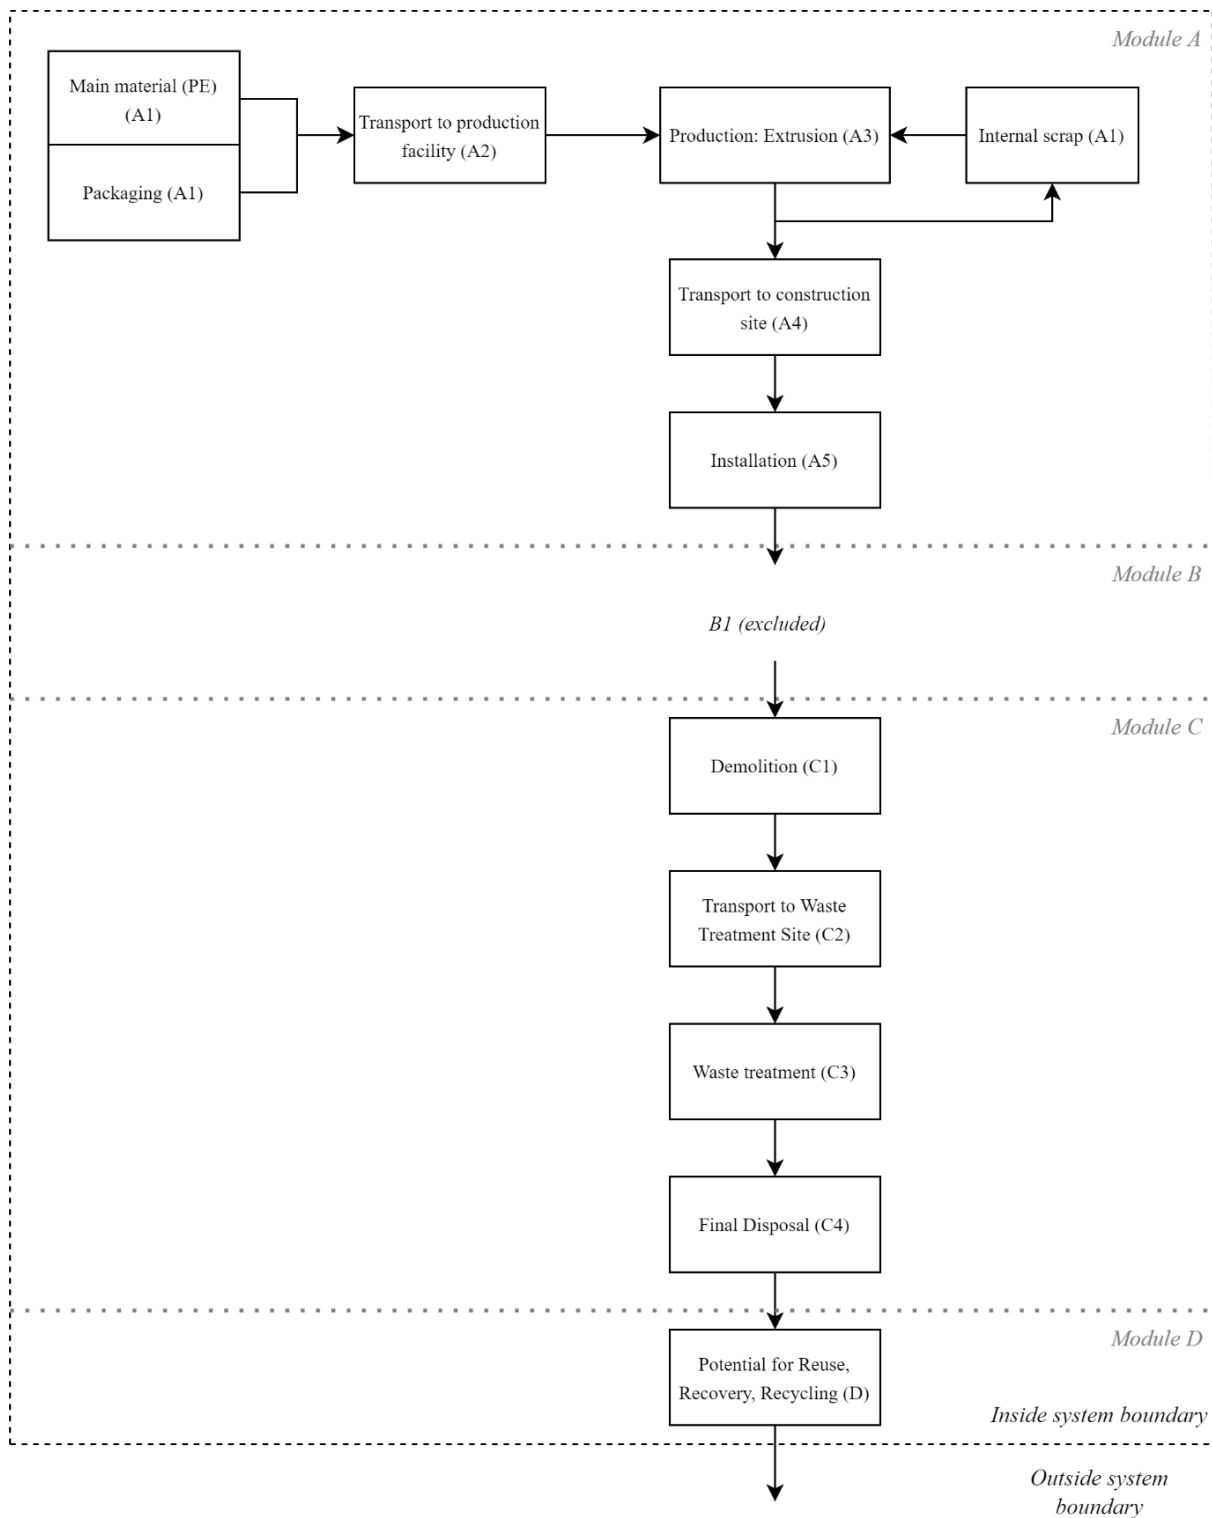 Module A
Main material (PE)
(A1)
Packaging (A1)
Transport to production
facility (A2)
Production: Extrusion (A3)
Internal scrap (A1)
Transport to construction
site (A4)
Installation (A5)
Module B
B1 (excluded)
Module C
Demolition (C1)
Transport to Waste
Treatment Site (C2)
Waste treatment (C3)
Final Disposal (C4)
Module D
Potential for Reuse,
Recovery, Recycling (D)
Inside system boundary
Outside system
boundary